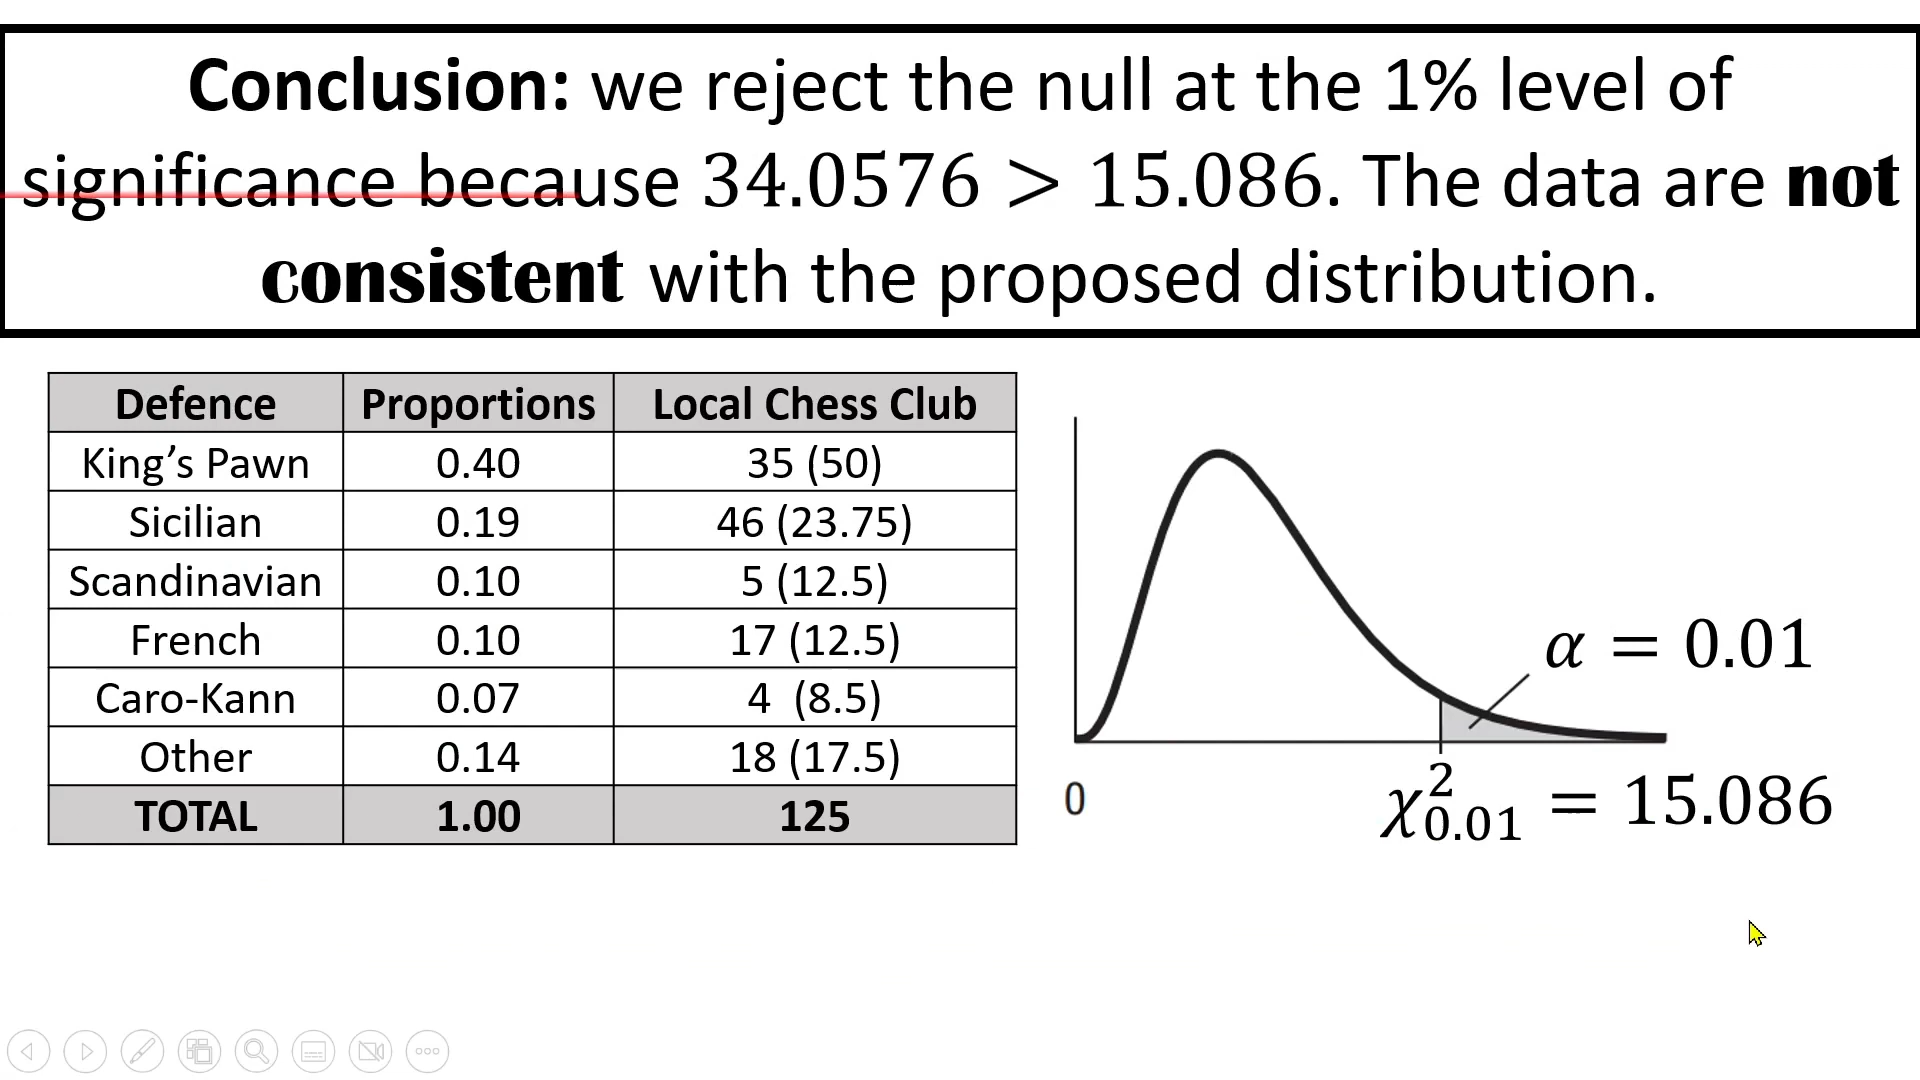 Conclusion: we reject the null at the 1% level of
significance because 34.0576 > 15.086. The data are not
consistent with the proposed distribution.
Defence Proportions Local Chess Club
King’s Pawn 0.40 35 (50)
Sicilian 0.19 46 (23.75)
Scandinavian 0.10 5 (12.5)
French 0.10 17 (12.5)
Caro-Kann 0.07 4 (8.5)
Other 0.14 18 (17.5)
TOTAL 1.00 125
α = 0.01
0
χ²₀.₀₁ = 15.086